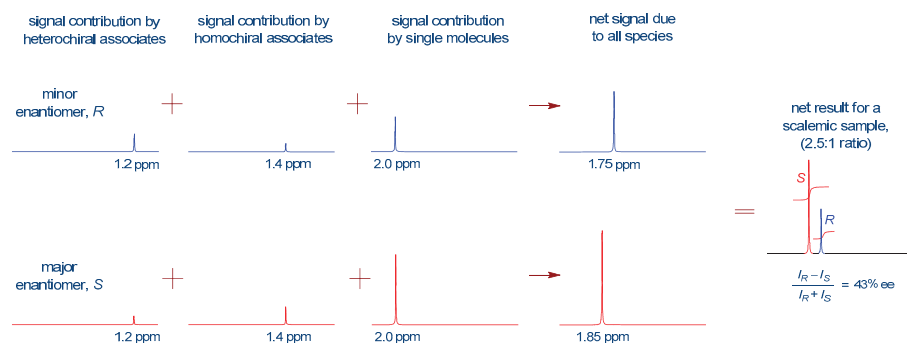 signal contribution by
heterochiral associates
signal contribution by
homochiral associates
signal contribution
by single molecules
net signal due
to all species
minor
enantiomer, R
+
+
1.2 ppm
1.4 ppm
2.0 ppm
1.75 ppm
major
enantiomer, S
+
+
1.2 ppm
1.4 ppm
2.0 ppm
1.85 ppm
=
net result for a
scalemic sample,
(2.5:1 ratio)
S
R
I_R – I_S
I_R + I_S
= 43% ee